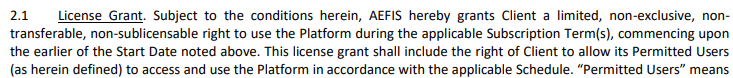 2.1 License Grant. Subject to the conditions herein, AEFIS hereby grants Client a limited, non-exclusive, non-
transferable, non-sublicensable right to use the Platform during the applicable Subscription Term(s), commencing upon
the earlier of the Start Date noted above. This license grant shall include the right of Client to allow its Permitted Users
(as herein defined) to access and use the Platform in accordance with the applicable Schedule. “Permitted Users” means